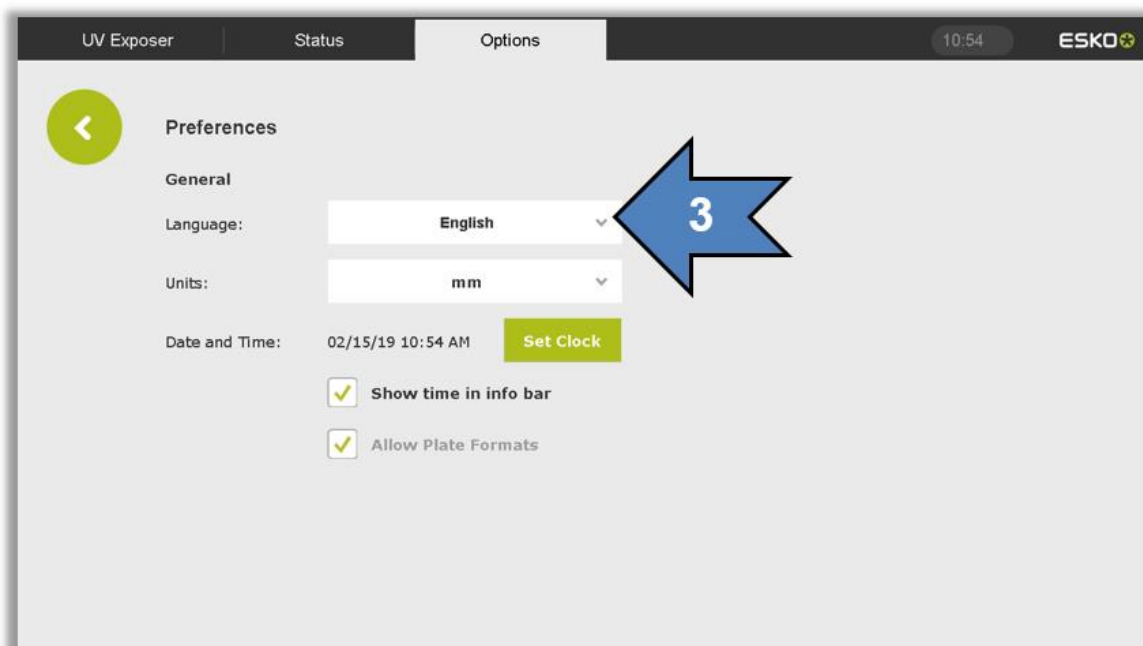 UV Exposer Status Options 10:54 ESKO
Preferences
General
Language: English
3
Units: mm
Date and Time: 02/15/19 10:54 AM Set Clock
Show time in info bar
Allow Plate Formats